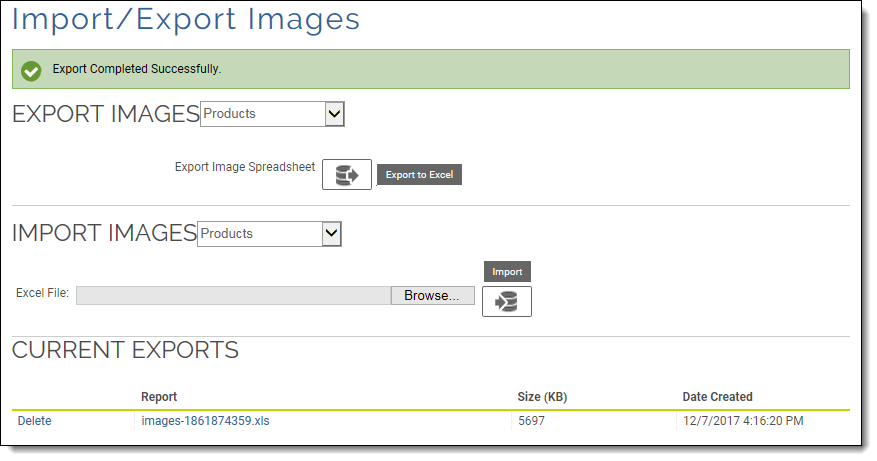 Import/Export Images
Export Completed Successfully.
EXPORT IMAGES Products
Export Image Spreadsheet Export to Excel
IMPORT IMAGES Products
Import
Excel File: Browse...
CURRENT EXPORTS
Report Size (KB) Date Created
Delete images-1861874359.xls 5697 12/7/2017 4:16:20 PM